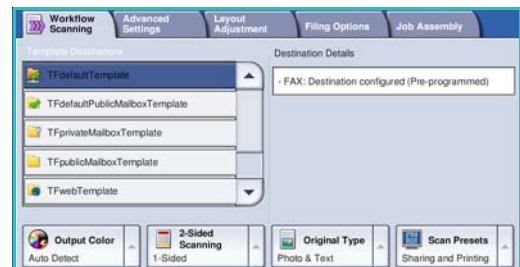 Workflow Scanning
Advanced Settings
Layout Adjustment
Filing Options
Job Assembly
Template Destinations
Destination Details
TFdefaultTemplate
- FAX: Destination configured (Pre-programmed)
TFdefaultPublicMailboxTemplate
TFprivateMailboxTemplate
TFpublicMailboxTemplate
TFwebTemplate
Output Color
Auto Detect
2-Sided Scanning
1-Sided
Original Type
Photo & Text
Scan Presets
Sharing and Printing